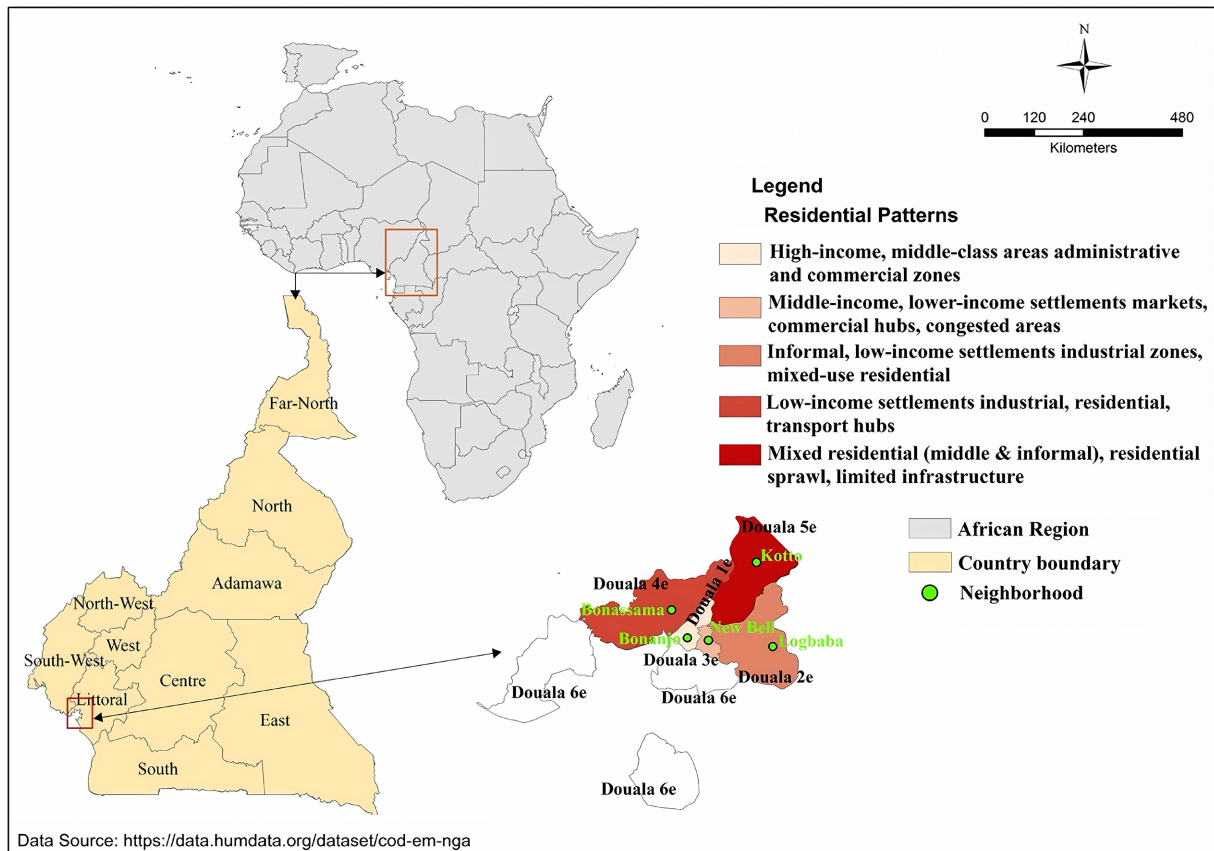 N
0 120 240 480
Kilometers
Legend
Residential Patterns
High-income, middle-class areas administrative
and commercial zones
Middle-income, lower-income settlements markets,
commercial hubs, congested areas
Informal, low-income settlements industrial zones,
mixed-use residential
Low-income settlements industrial, residential,
transport hubs
Mixed residential (middle & informal), residential
sprawl, limited infrastructure
African Region
Country boundary
Neighborhood
Far-North
North
Adamawa
North-West
West
South-West
Littoral
Centre
East
South
Douala 5e
Kotto
Douala 1e
Douala 4e
Bonassama
Bonanjo
New Bell
Logbaba
Douala 3e
Douala 2e
Douala 6e
Douala 6e
Douala 6e
Data Source: https://data.humdata.org/dataset/cod-em-nga